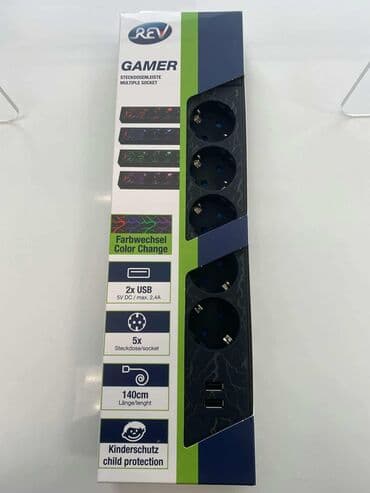 REV
GAMER
STECKDOSENLEISTE
MULTIPLE SOCKET
Farbwechsel
Color Change
2x USB
5V DC / max. 2,4A
5x
Steckdose/socket
140cm
Länge/lenght
Kinderschutz
child protection